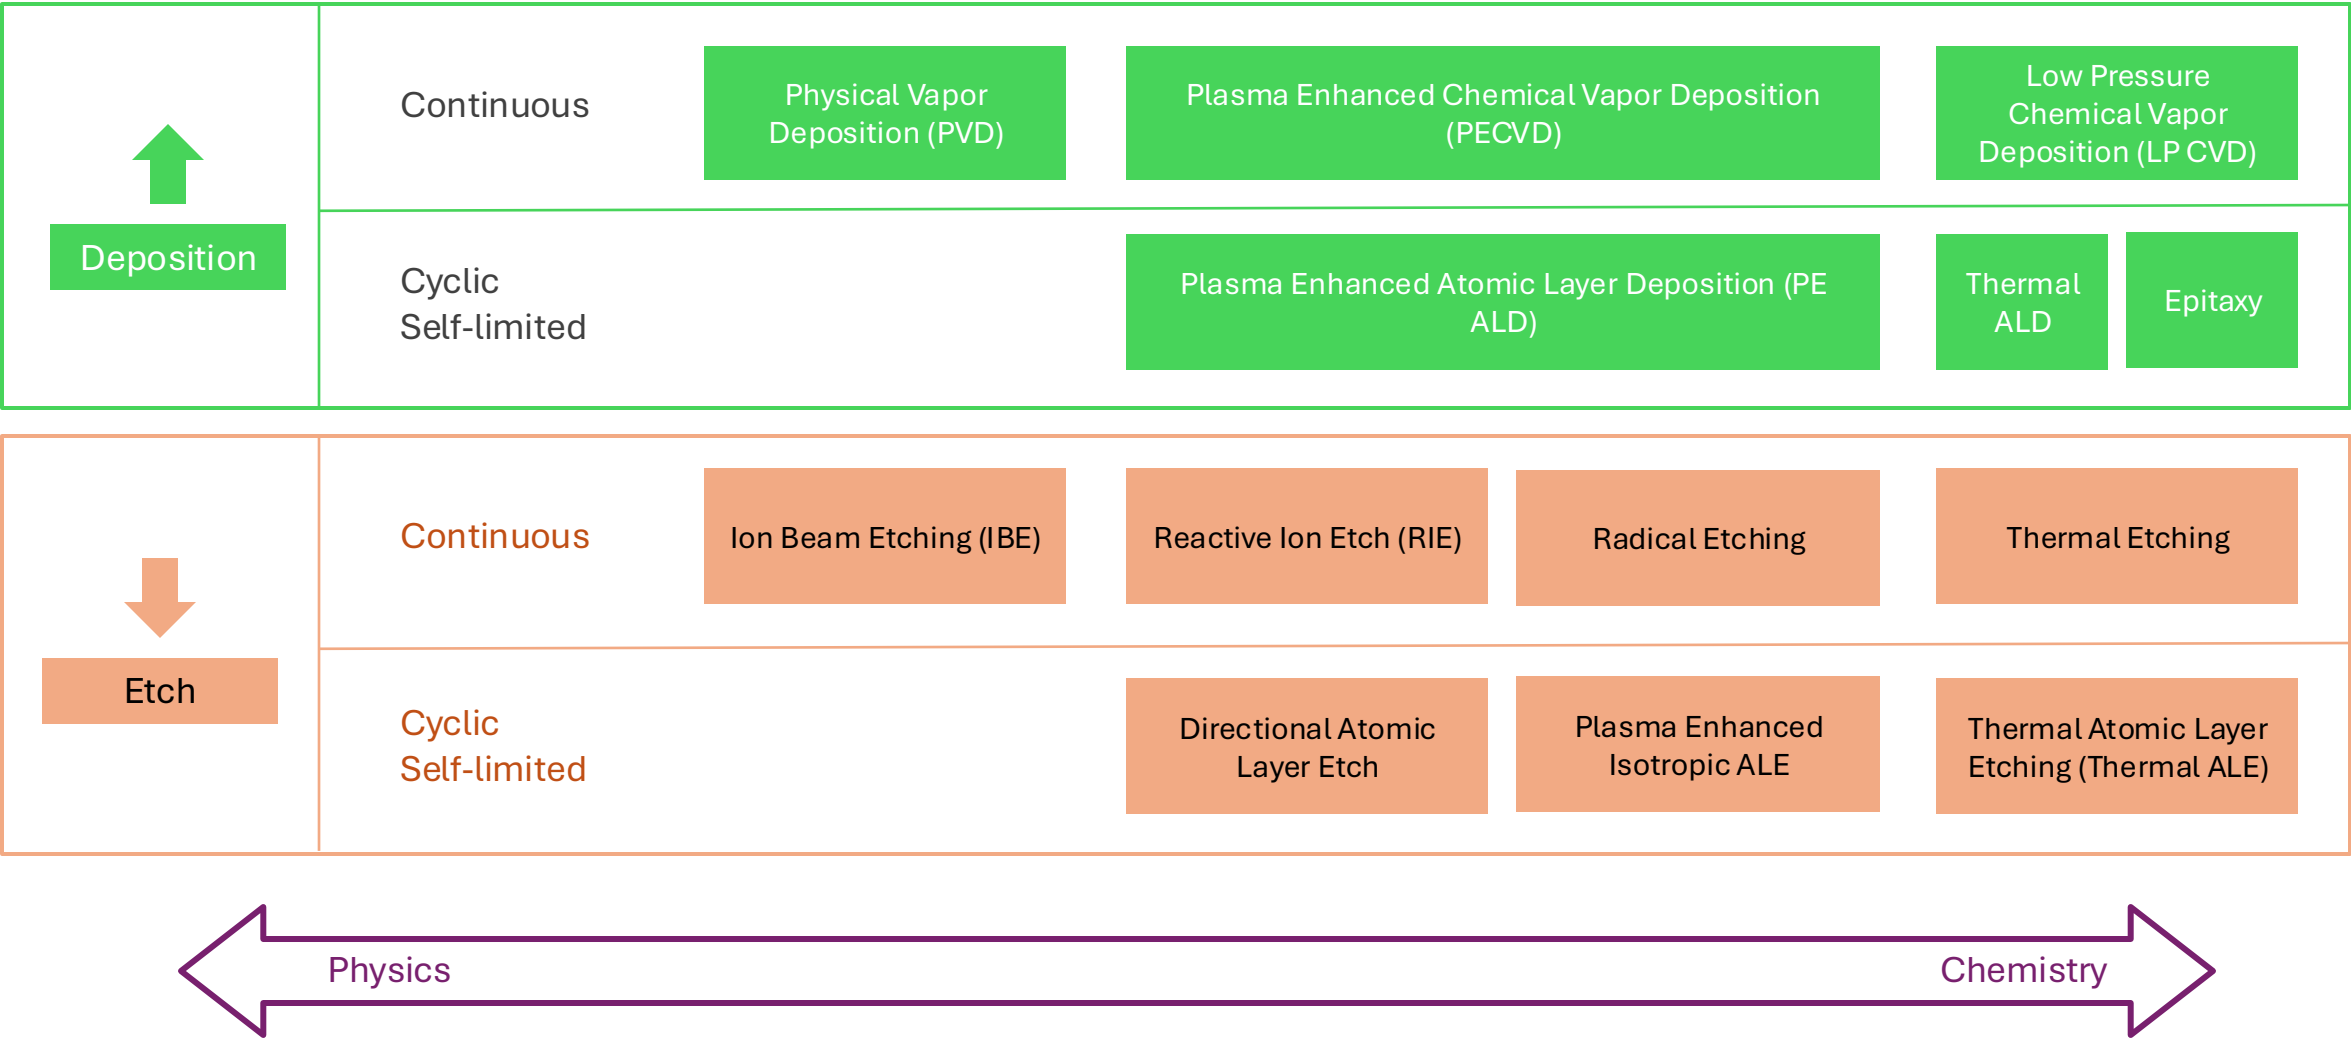 Continuous
Physical Vapor
Deposition (PVD)
Plasma Enhanced Chemical Vapor Deposition
(PECVD)
Low Pressure
Chemical Vapor
Deposition (LP CVD)
Deposition
Cyclic
Self-limited
Plasma Enhanced Atomic Layer Deposition (PE
ALD)
Thermal
ALD
Epitaxy
Continuous
Ion Beam Etching (IBE)
Reactive Ion Etch (RIE)
Radical Etching
Thermal Etching
Etch
Cyclic
Self-limited
Directional Atomic
Layer Etch
Plasma Enhanced
Isotropic ALE
Thermal Atomic Layer
Etching (Thermal ALE)
Physics
Chemistry